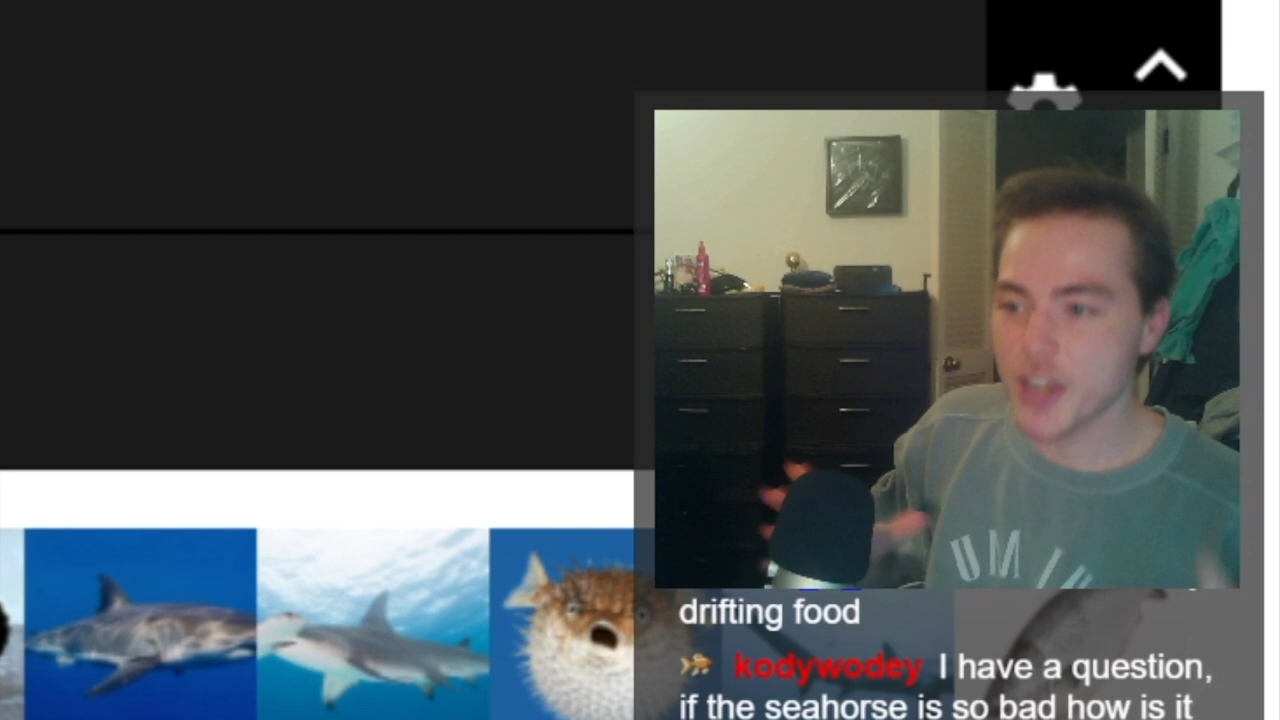 drifting food
kodywodey I have a question,
if the seahorse is so bad how is it